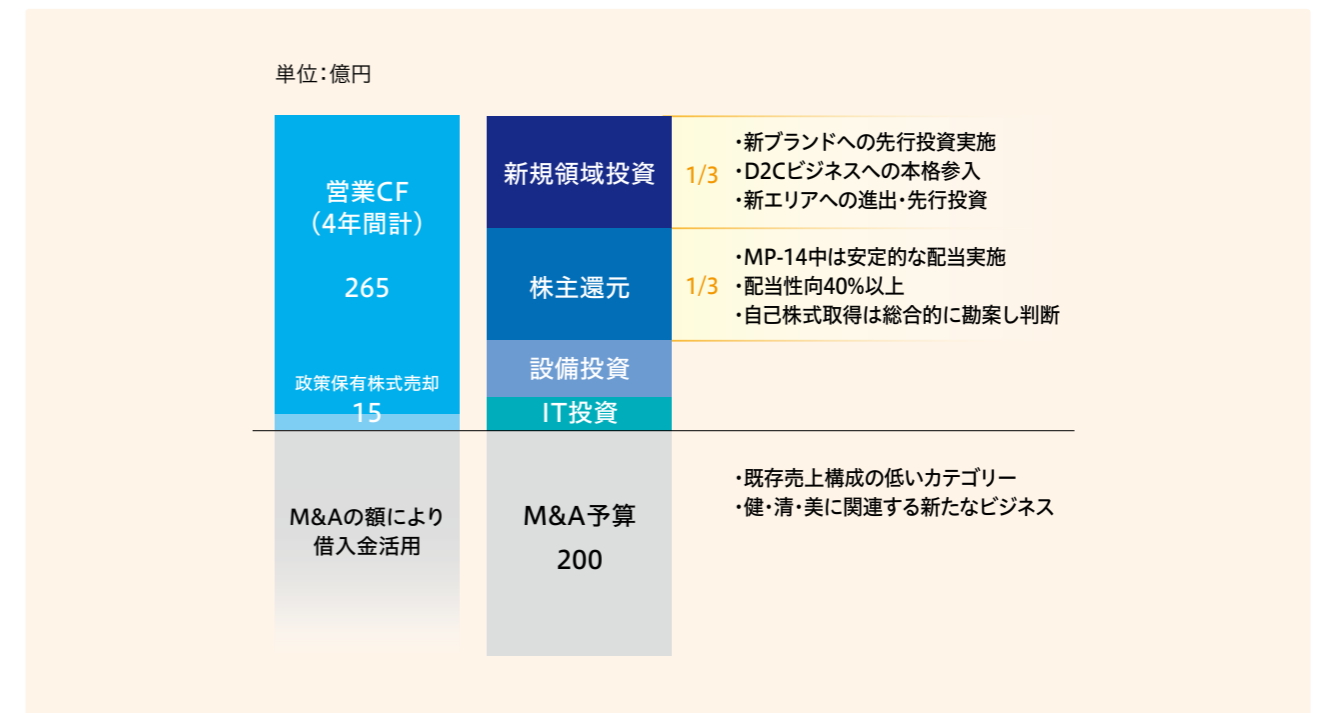 単位：億円
営業CF
（4年間計）
265
政策保有株式売却
15
M&Aの額により
借入金活用
新規領域投資
株主還元
設備投資
IT投資
M&A予算
200
1/3
・新ブランドへの先行投資実施
・D2Cビジネスへの本格参入
・新エリアへの進出・先行投資
1/3
・MP-14中は安定的な配当実施
・配当性向40%以上
・自己株式取得は総合的に勘案し判断
・既存売上構成の低いカテゴリー
・健・清・美に関連する新たなビジネス